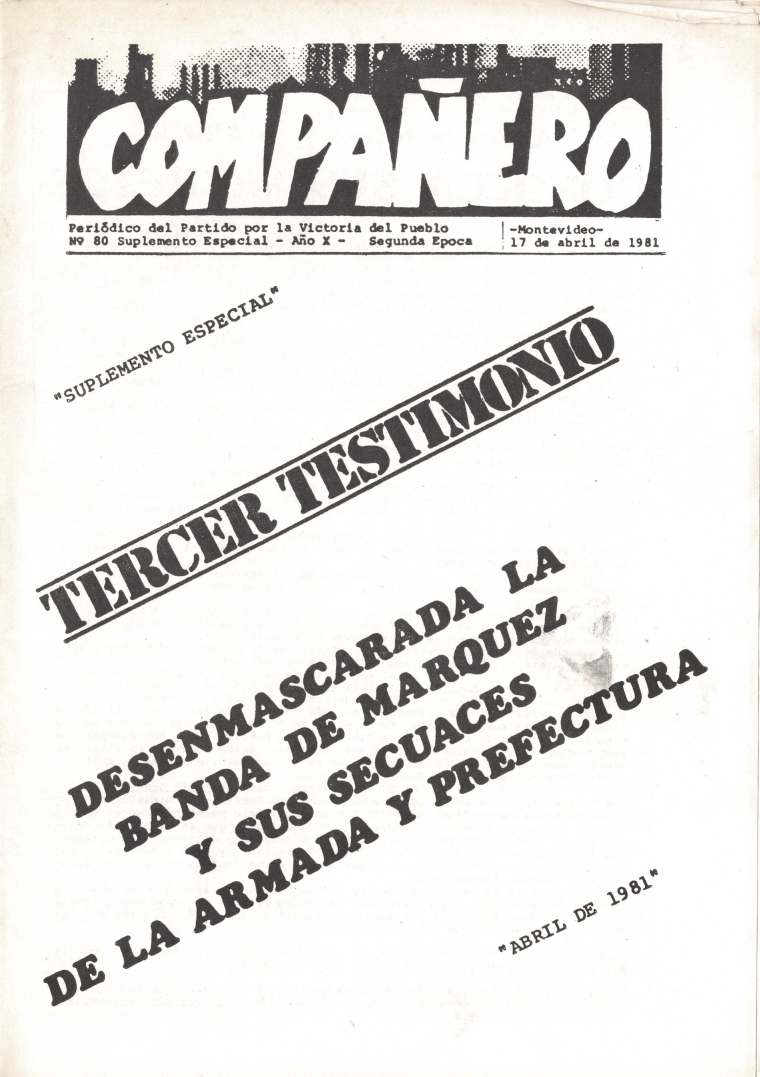 COMPAÑERO
Periódico del Partido por la Victoria del Pueblo
Nº 80 Suplemento Especial - Año X - Segunda Epoca
-Montevideo-
17 de abril de 1981
"SUPLEMENTO ESPECIAL"
TERCER TESTIMONIO
DESENMASCARADA LA
BANDA DE MARQUEZ
Y SUS SECUACES
DE LA ARMADA Y PREFECTURA
"ABRIL DE 1981"